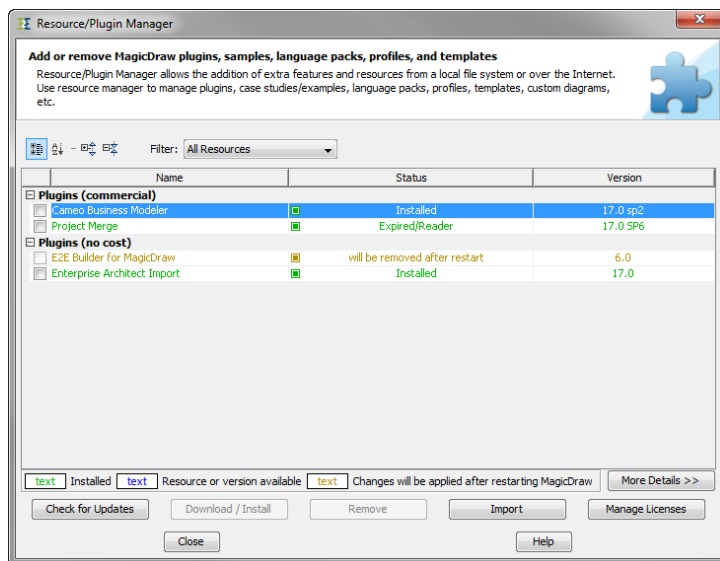 Resource/Plugin Manager
Add or remove MagicDraw plugins, samples, language packs, profiles, and templates
Resource/Plugin Manager allows the addition of extra features and resources from a local file system or over the Internet.
Use resource manager to manage plugins, case studies/examples, language packs, profiles, templates, custom diagrams,
etc.
Filter: All Resources
Name Status Version
Plugins (commercial)
Cameo Business Modeler Installed 17.0 sp2
Project Merge Expired/Reader 17.0 SP6
Plugins (no cost)
E2E Builder for MagicDraw will be removed after restart 6.0
Enterprise Architect Import Installed 17.0
text Installed text Resource or version available text Changes will be applied after restarting MagicDraw More Details >>
Check for Updates Download / Install Remove Import Manage Licenses
Close Help